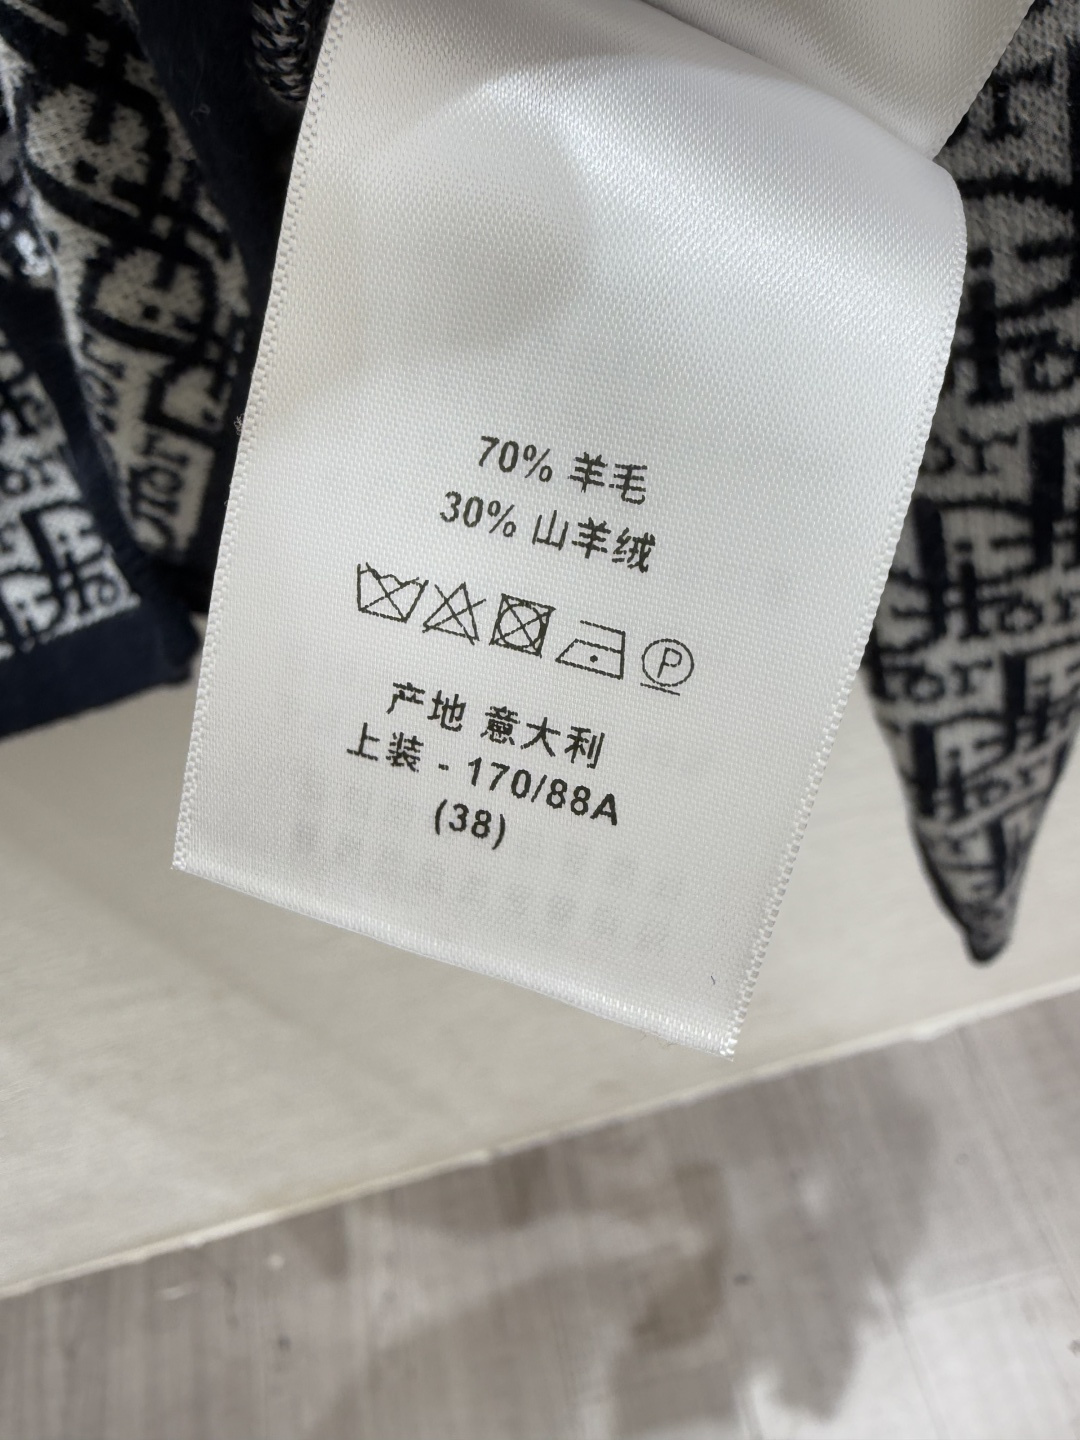 70% 羊毛
30% 山羊绒
P
产地 意大利
上装 - 170/88A
(38)